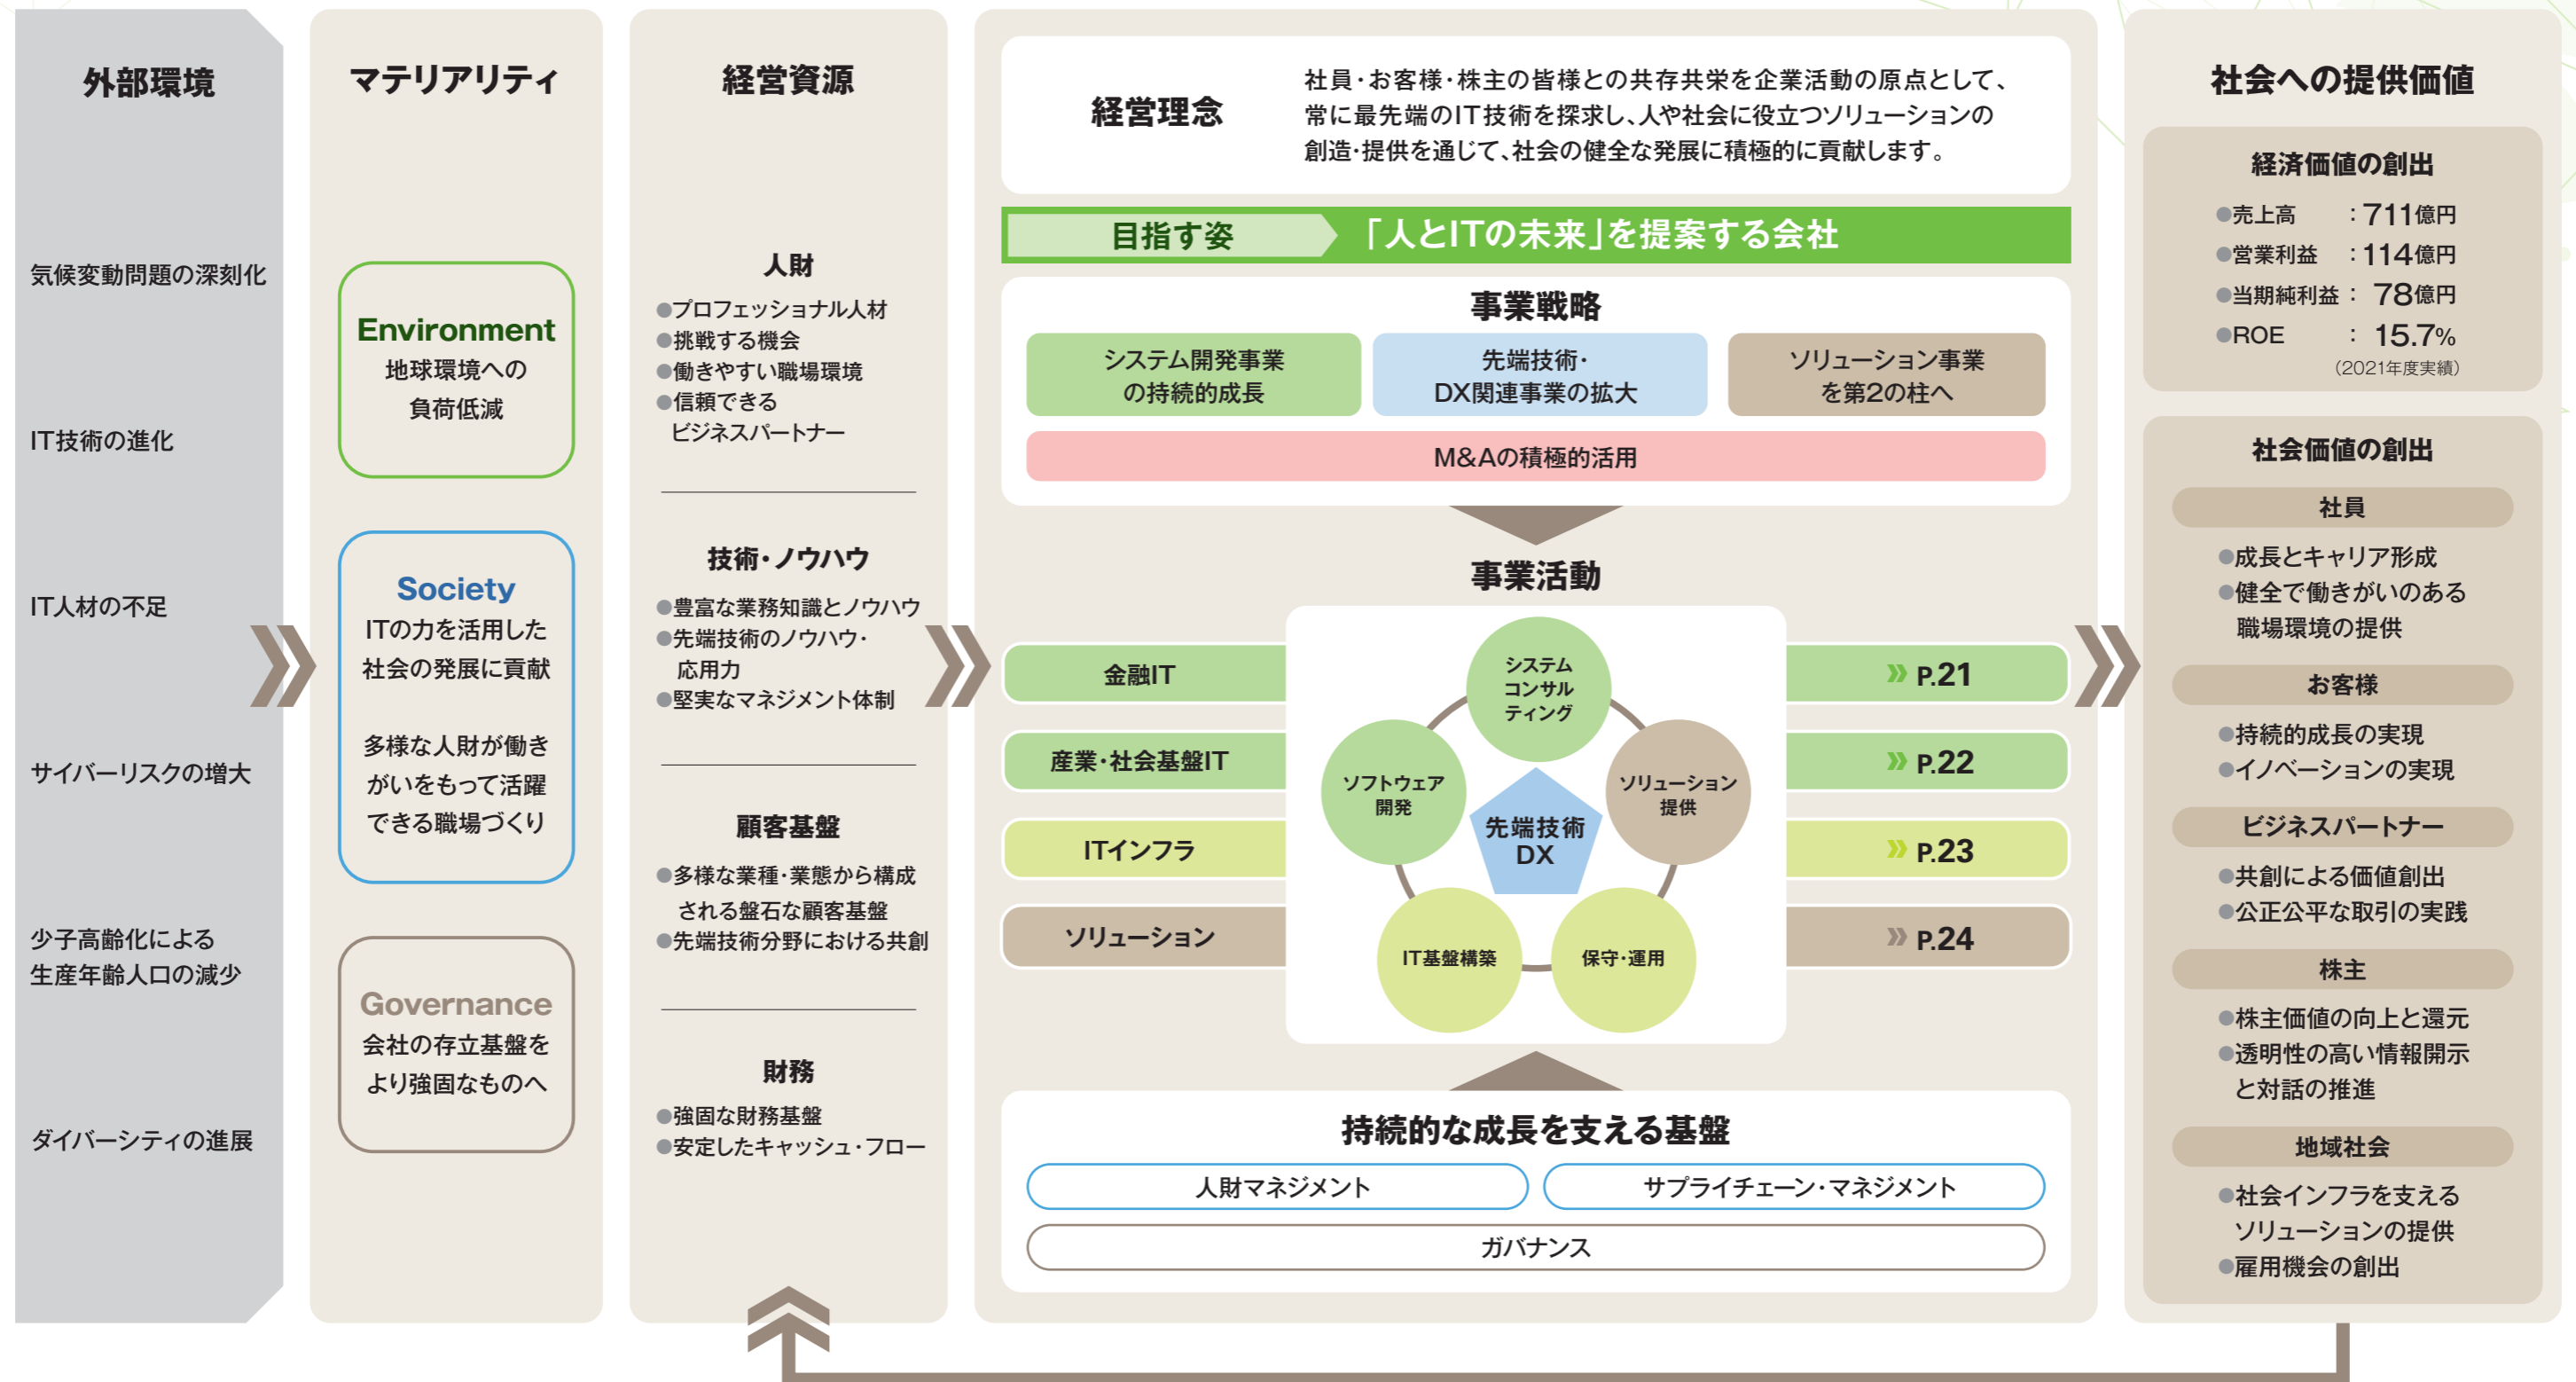 外部環境
気候変動問題の深刻化
IT技術の進化
IT人材の不足
サイバーリスクの増大
少子高齢化による
生産年齢人口の減少
ダイバーシティの進展
マテリアリティ
Environment
地球環境への
負荷低減
Society
ITの力を活用した
社会の発展に貢献
多様な人財が働き
がいをもって活躍
できる職場づくり
Governance
会社の存立基盤を
より強固なものへ
経営資源
人財
●プロフェッショナル人材
●挑戦する機会
●働きやすい職場環境
●信頼できる
ビジネスパートナー
技術・ノウハウ
●豊富な業務知識とノウハウ
●先端技術のノウハウ・
応用力
●堅実なマネジメント体制
顧客基盤
●多様な業種・業態から構成
される盤石な顧客基盤
●先端技術分野における共創
財務
●強固な財務基盤
●安定したキャッシュ・フロー
経営理念
社員・お客様・株主の皆様との共存共栄を企業活動の原点として、
常に最先端のIT技術を探求し、人や社会に役立つソリューションの
創造・提供を通じて、社会の健全な発展に積極的に貢献します。
目指す姿
「人とITの未来」を提案する会社
事業戦略
システム開発事業
の持続的成長
先端技術・
DX関連事業の拡大
ソリューション事業
を第2の柱へ
M&Aの積極的活用
事業活動
金融IT
P.21
産業・社会基盤IT
P.22
ITインフラ
P.23
ソリューション
P.24
システム
コンサル
ティング
ソフトウェア
開発
ソリューション
提供
先端技術
DX
IT基盤構築
保守・運用
持続的な成長を支える基盤
人財マネジメント
サプライチェーン・マネジメント
ガバナンス
社会への提供価値
経済価値の創出
●売上高 : 711億円
●営業利益 : 114億円
●当期純利益 : 78億円
●ROE : 15.7%
（2021年度実績）
社会価値の創出
社員
●成長とキャリア形成
●健全で働きがいのある
職場環境の提供
お客様
●持続的成長の実現
●イノベーションの実現
ビジネスパートナー
●共創による価値創出
●公正公平な取引の実践
株主
●株主価値の向上と還元
●透明性の高い情報開示
と対話の推進
地域社会
●社会インフラを支える
ソリューションの提供
●雇用機会の創出